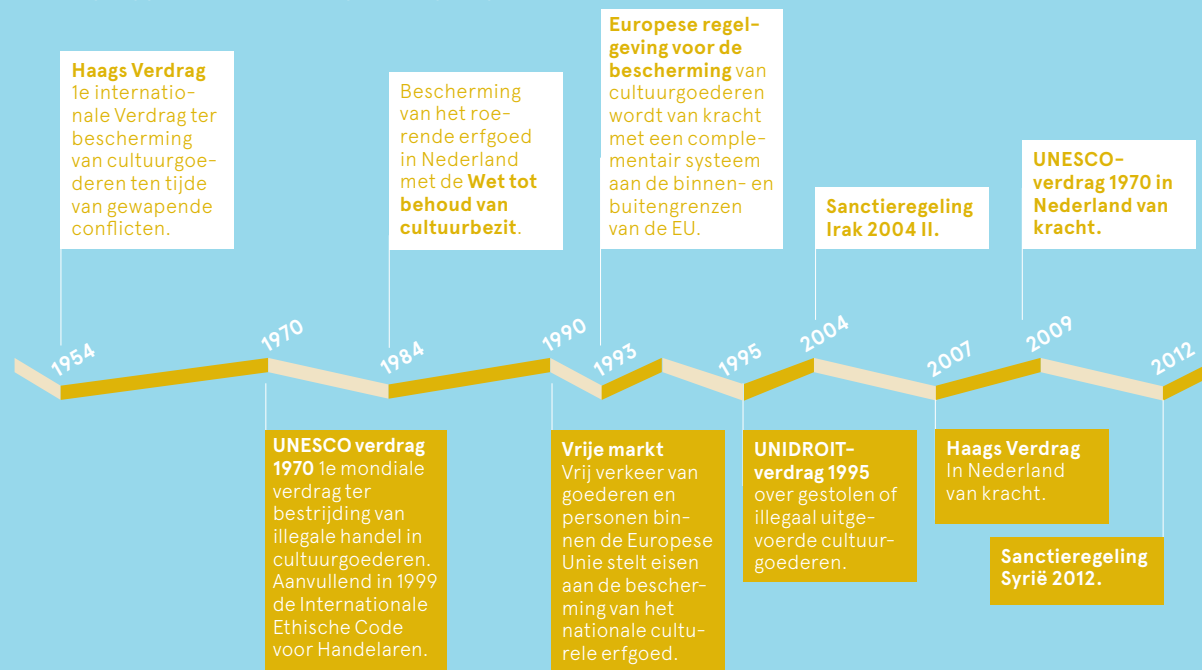 Haags Verdrag
1e internatio-
nale Verdrag ter
bescherming
van cultuurgoe-
deren ten tijde
van gewapende
conflicten.
Bescherming
van het roe-
rende erfgoed
in Nederland
met de Wet tot
behoud van
cultuurbezit.
Europese regel-
geving voor de
bescherming van
cultuurgoederen
wordt van kracht
met een comple-
mentair systeem
aan de binnen- en
buitengrenzen
van de EU.
Sanctieregeling
Irak 2004 II.
UNESCO-
verdrag 1970 in
Nederland van
kracht.
1954
1970
1984
1990
1993
1995
2004
2007
2009
2012
UNESCO verdrag
1970 1e mondiale
verdrag ter
bestrijding van
illegale handel in
cultuurgoederen.
Aanvullend in 1999
de Internationale
Ethische Code
voor Handelaren.
Vrije markt
Vrij verkeer van
goederen en
personen bin-
nen de Europese
Unie stelt eisen
aan de bescher-
ming van het
nationale cultu-
rele erfgoed.
UNIDROIT-
verdrag 1995
over gestolen of
illegaal uitge-
voerde cultuur-
goederen.
Haags Verdrag
In Nederland
van kracht.
Sanctieregeling
Syrië 2012.